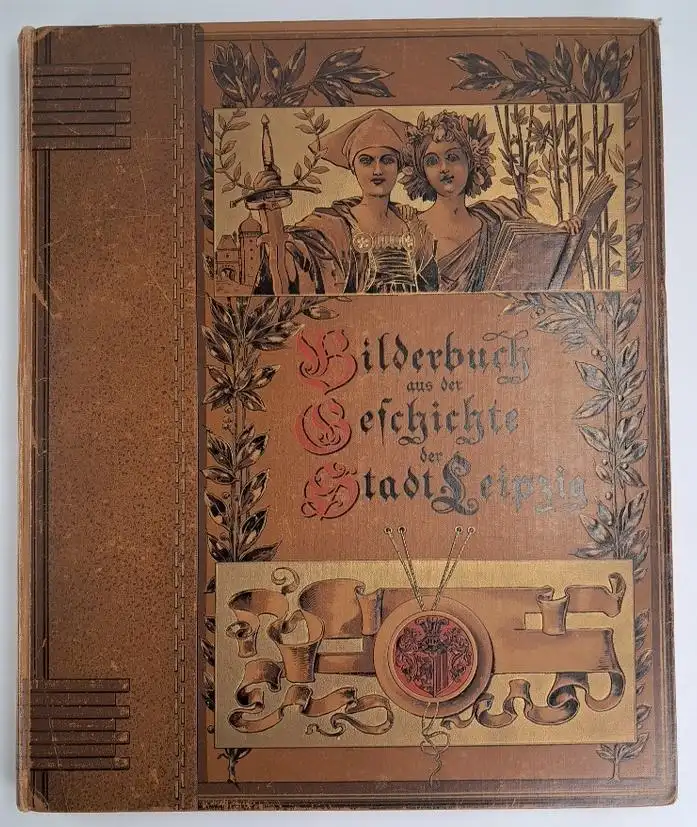 Bilderbuch
aus der
Geſchichte
der
Stadt Leipzig